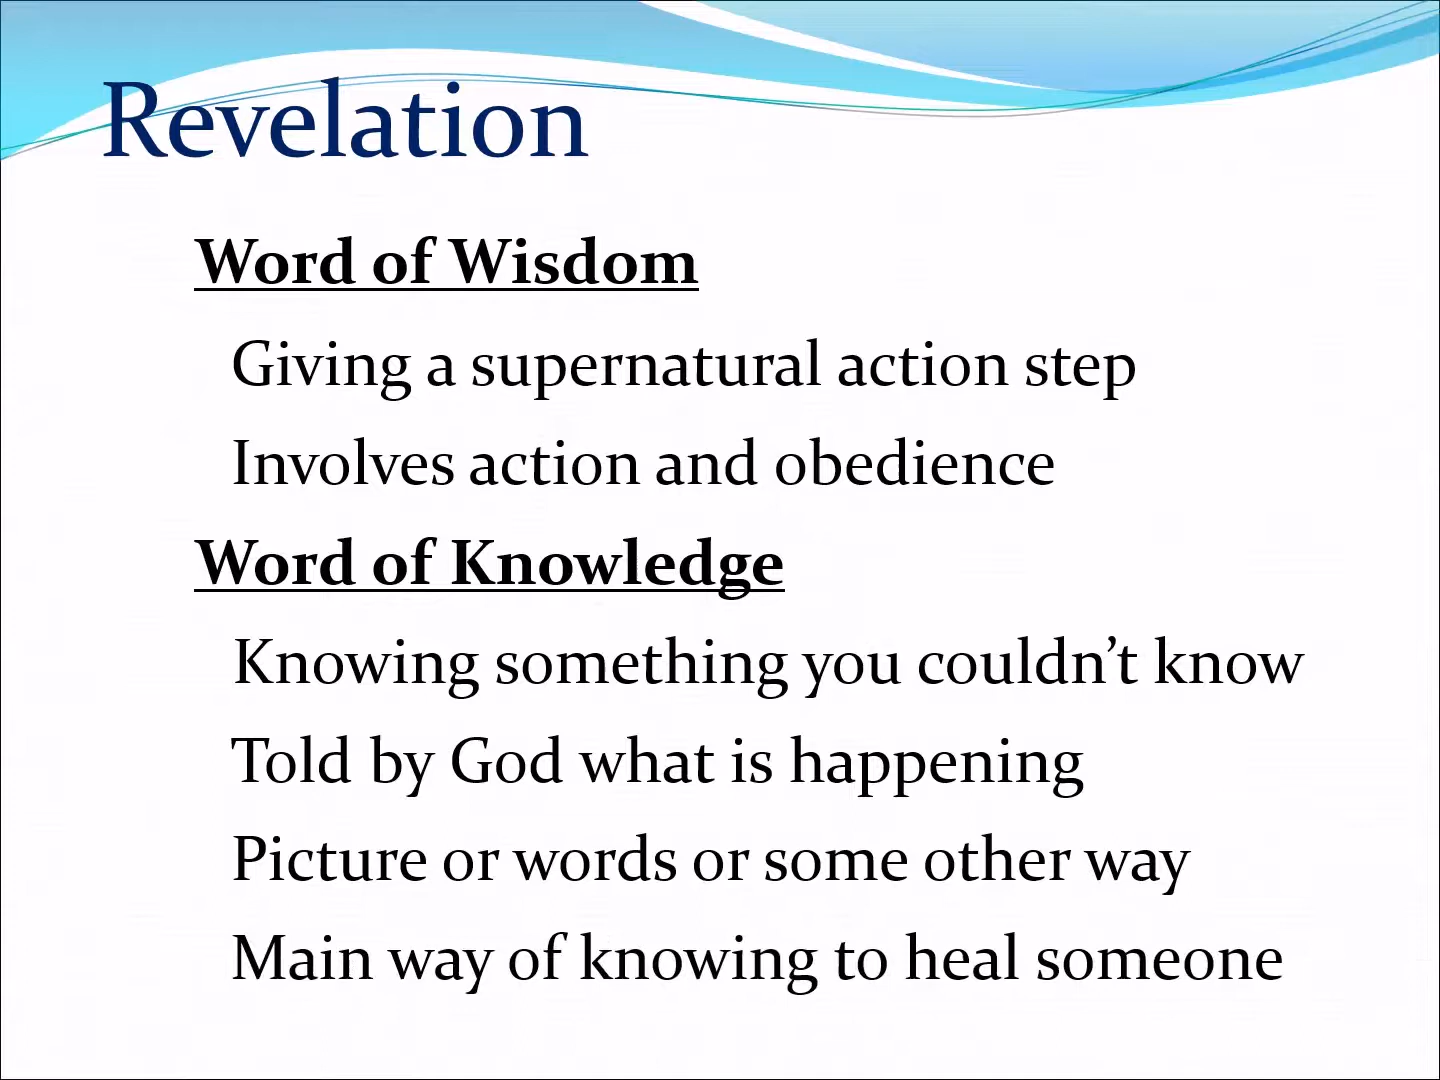 Revelation
Word of Wisdom
Giving a supernatural action step
Involves action and obedience
Word of Knowledge
Knowing something you couldn’t know
Told by God what is happening
Picture or words or some other way
Main way of knowing to heal someone